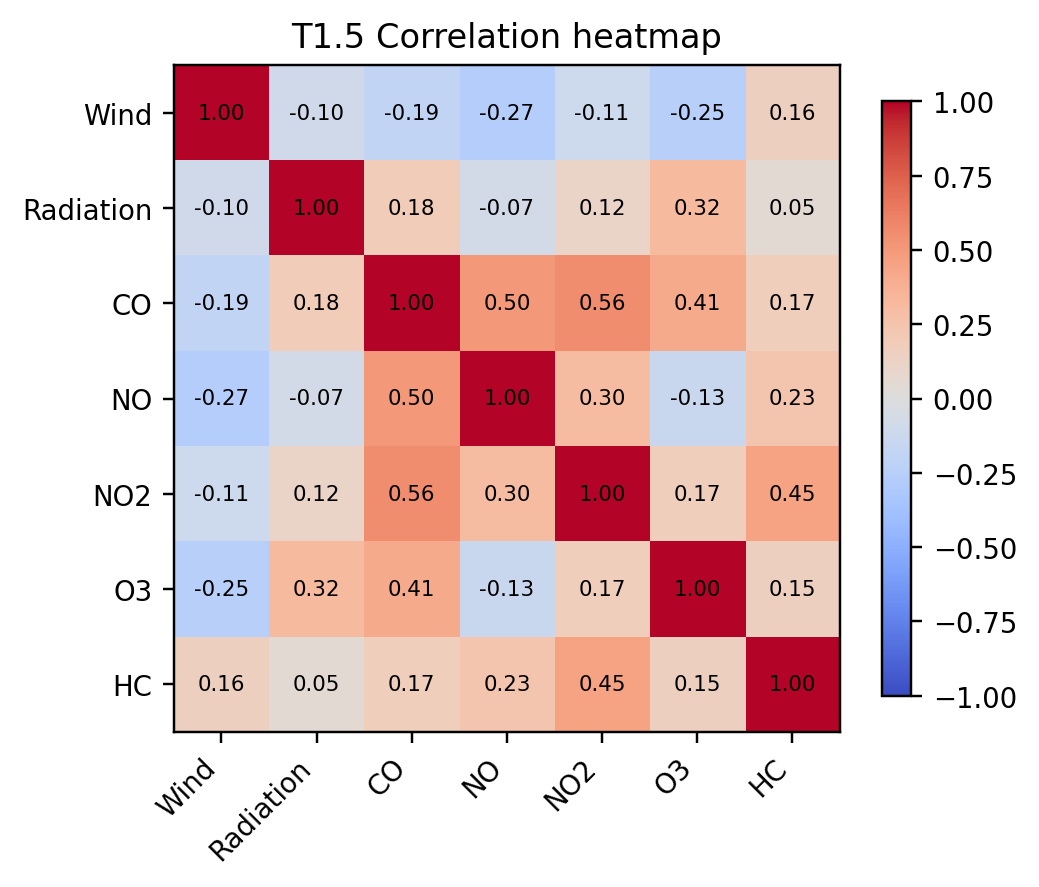 T1.5 Correlation heatmap
Wind 1.00 -0.10 -0.19 -0.27 -0.11 -0.25 0.16
Radiation -0.10 1.00 0.18 -0.07 0.12 0.32 0.05
CO -0.19 0.18 1.00 0.50 0.56 0.41 0.17
NO -0.27 -0.07 0.50 1.00 0.30 -0.13 0.23
NO2 -0.11 0.12 0.56 0.30 1.00 0.17 0.45
O3 -0.25 0.32 0.41 -0.13 0.17 1.00 0.15
HC 0.16 0.05 0.17 0.23 0.45 0.15 1.00
Wind Radiation CO NO NO2 O3 HC
1.00
0.75
0.50
0.25
0.00
−0.25
−0.50
−0.75
−1.00